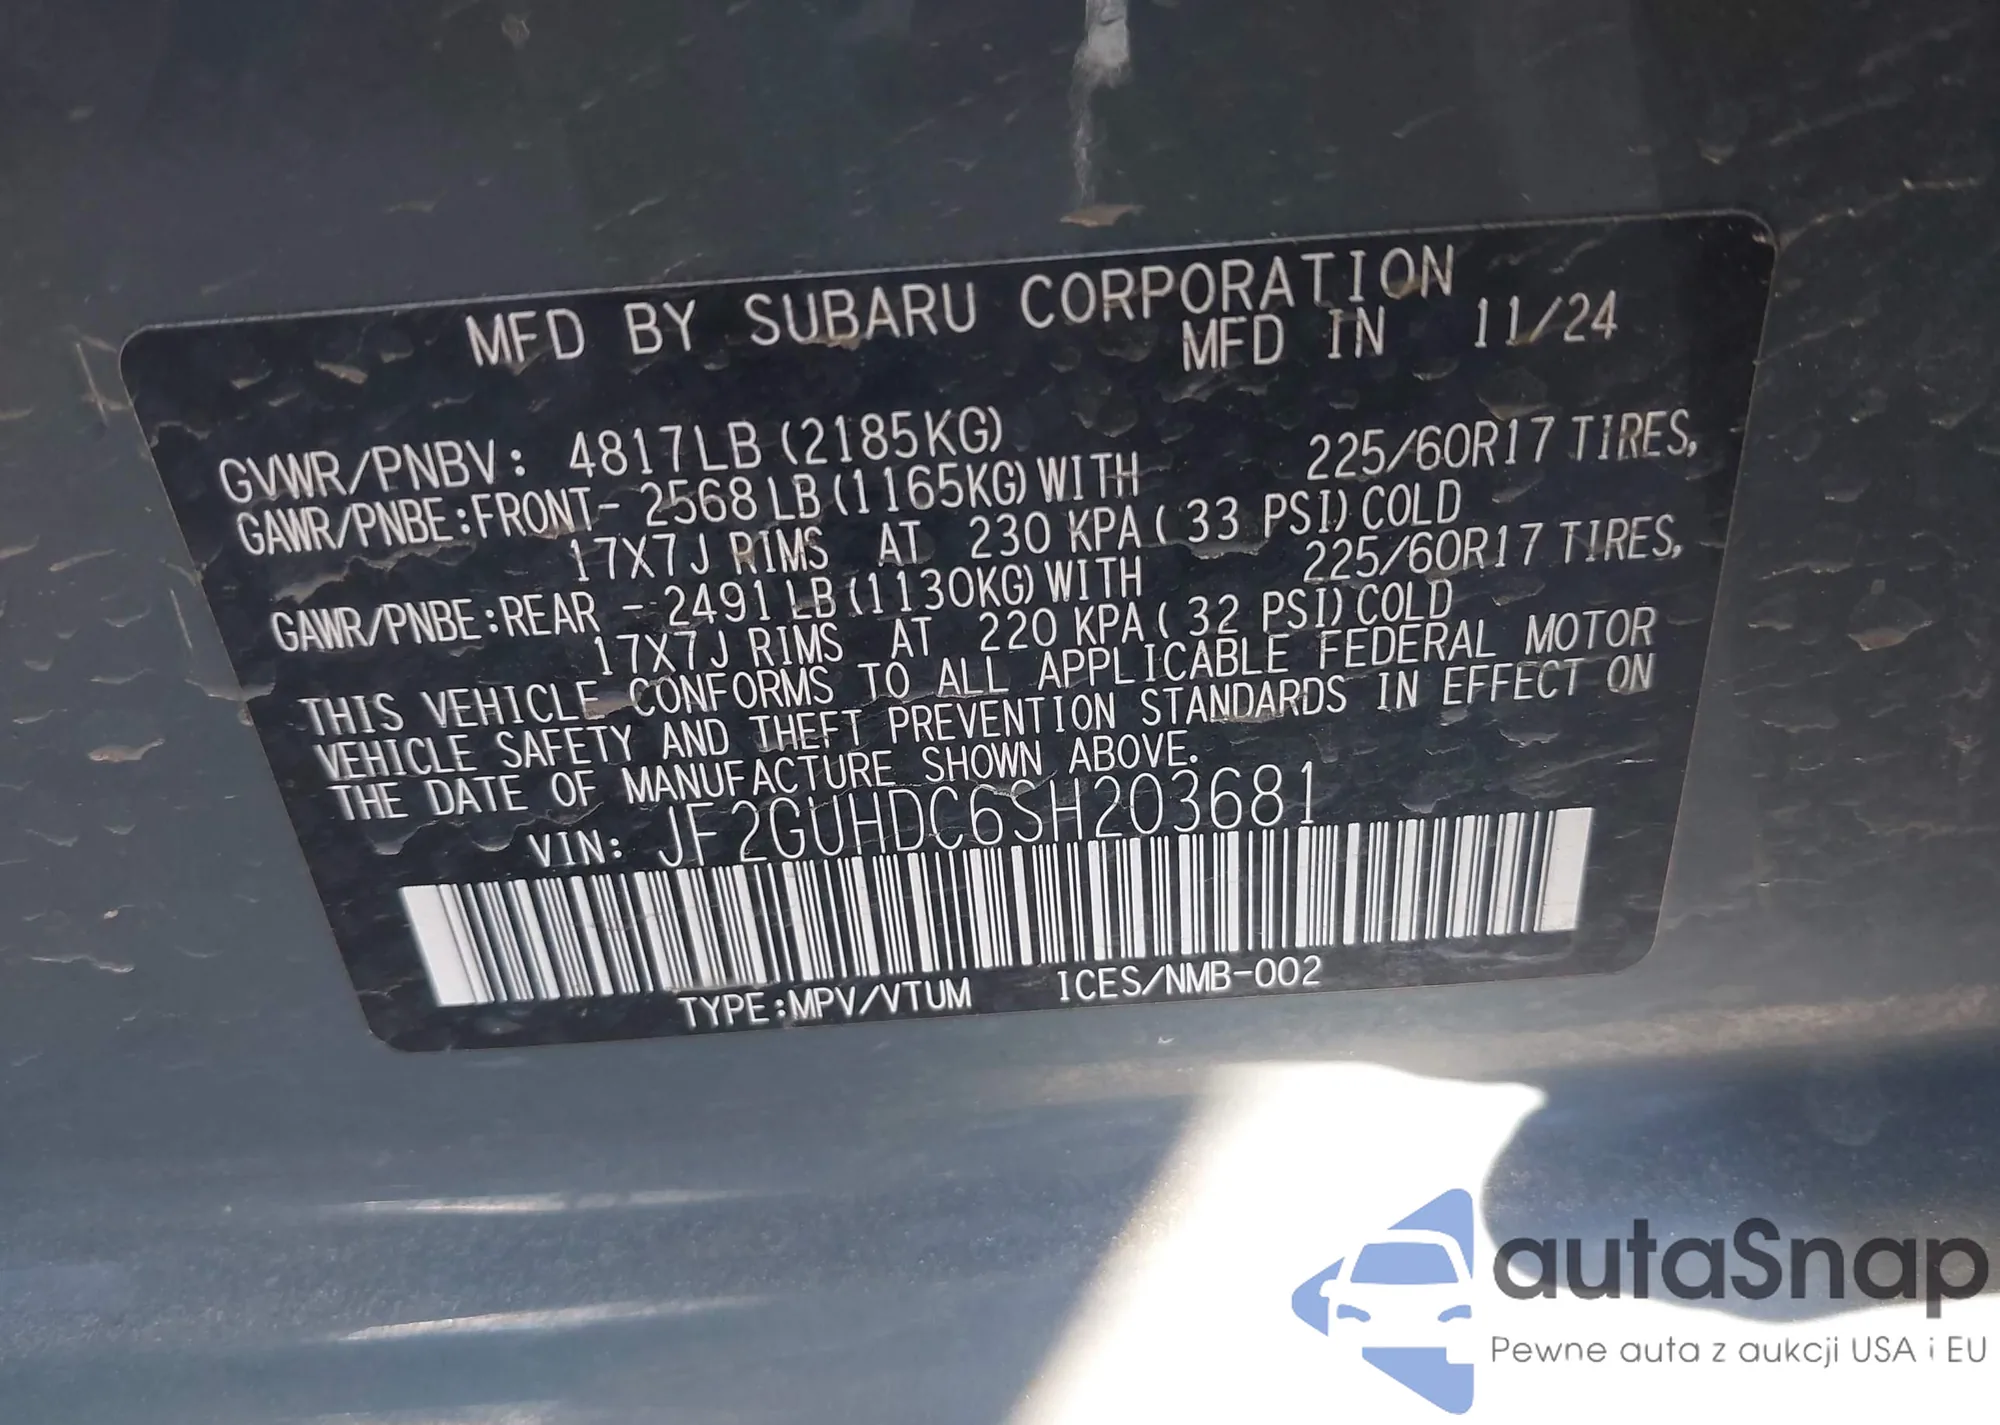 MFD BY SUBARU CORPORATION
MFD IN 11/24
GVWR/PNBV: 4817LB (2185KG)
GAWR/PNBE:FRONT- 2568LB (1165KG) WITH 225/60R17 TIRES,
17X7J RIMS AT 230 KPA ( 33 PSI) COLD
GAWR/PNBE:REAR - 2491LB (1130KG) WITH 225/60R17 TIRES,
17X7J RIMS AT 220 KPA ( 32 PSI) COLD
THIS VEHICLE CONFORMS TO ALL APPLICABLE FEDERAL MOTOR
VEHICLE SAFETY AND THEFT PREVENTION STANDARDS IN EFFECT ON
THE DATE OF MANUFACTURE SHOWN ABOVE.
VIN: JF2GUHDC6SH203681
TYPE:MPV/VTUM ICES/NMB-002
autaSnap
Pewne auta z aukcji USA i EU